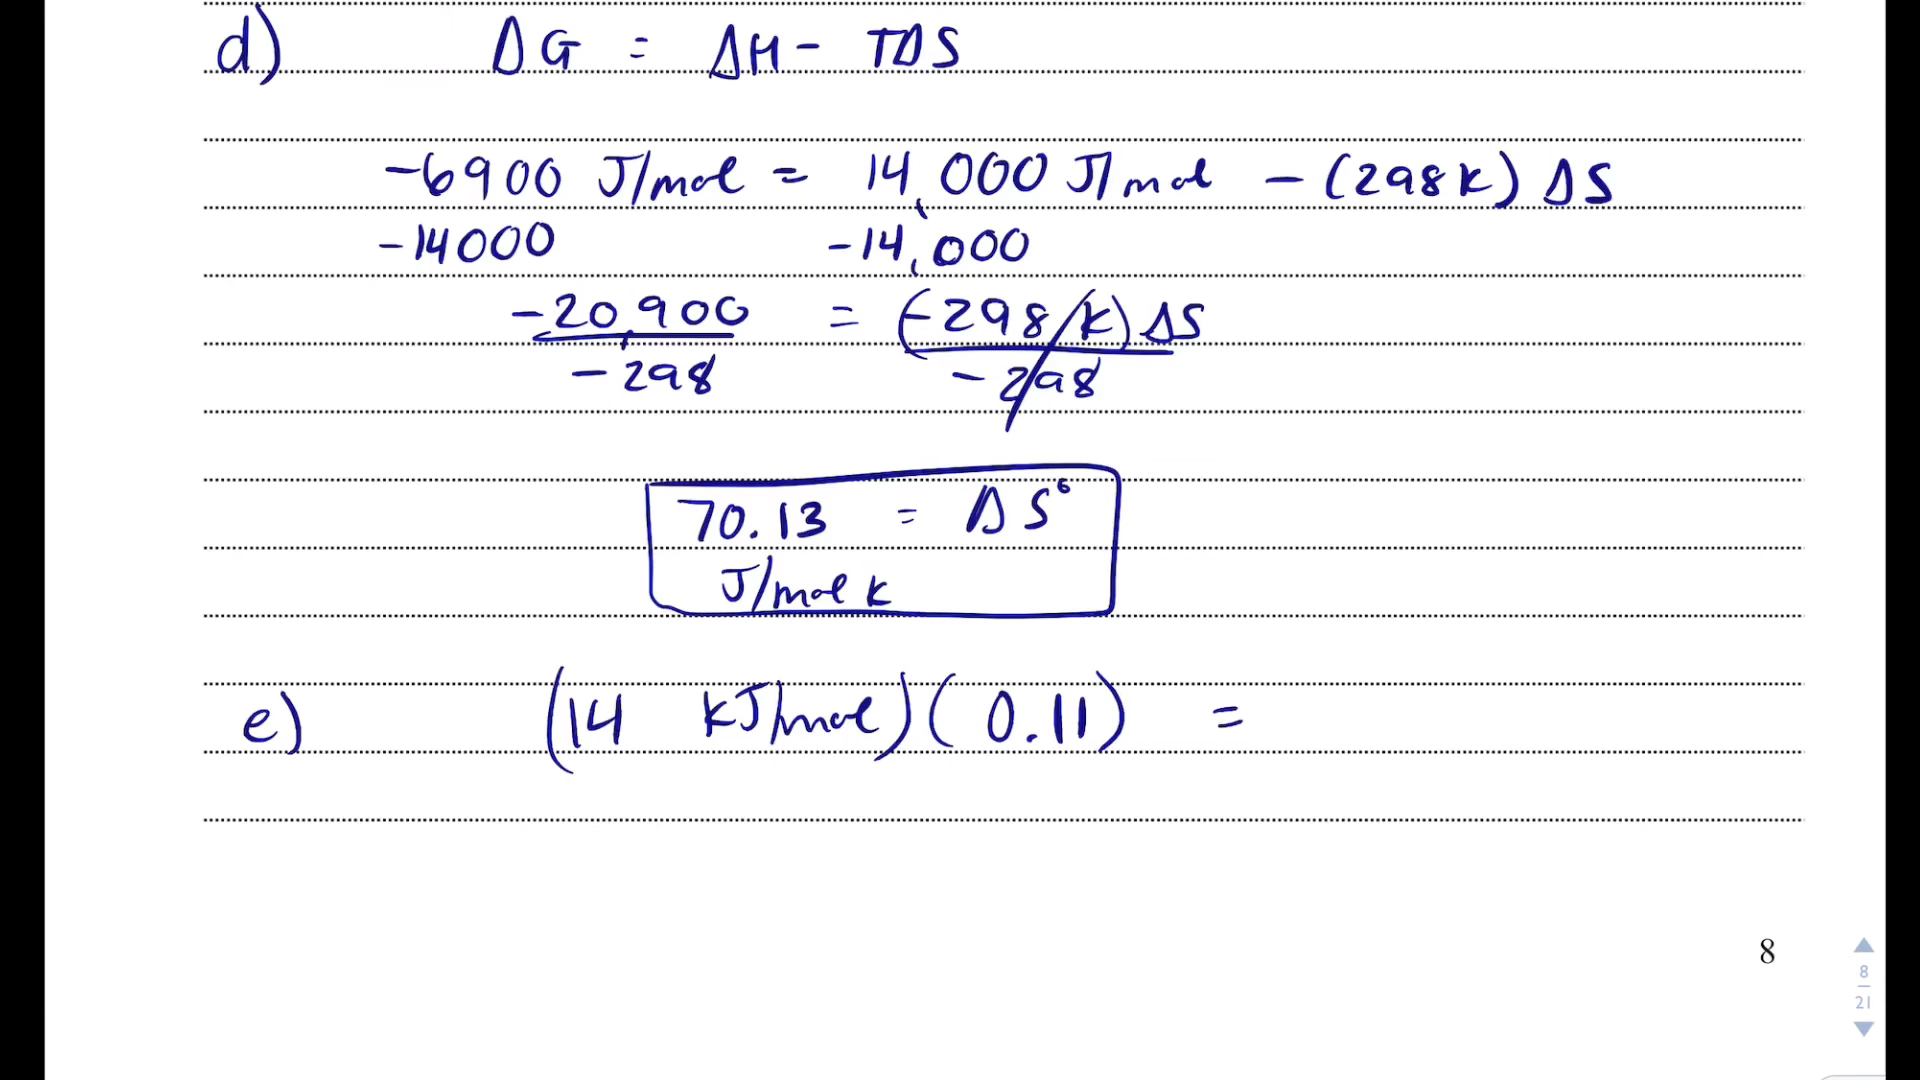 d) ΔG = ΔH - TΔS
-6900 J/mol = 14,000 J/mol - (298K) ΔS
-14000 -14,000
-20,900 = (-298 K) ΔS
-298 -298
70.13 = ΔS°
J/mol K
e) (14 kJ/mol)(0.11) =
8
8
21